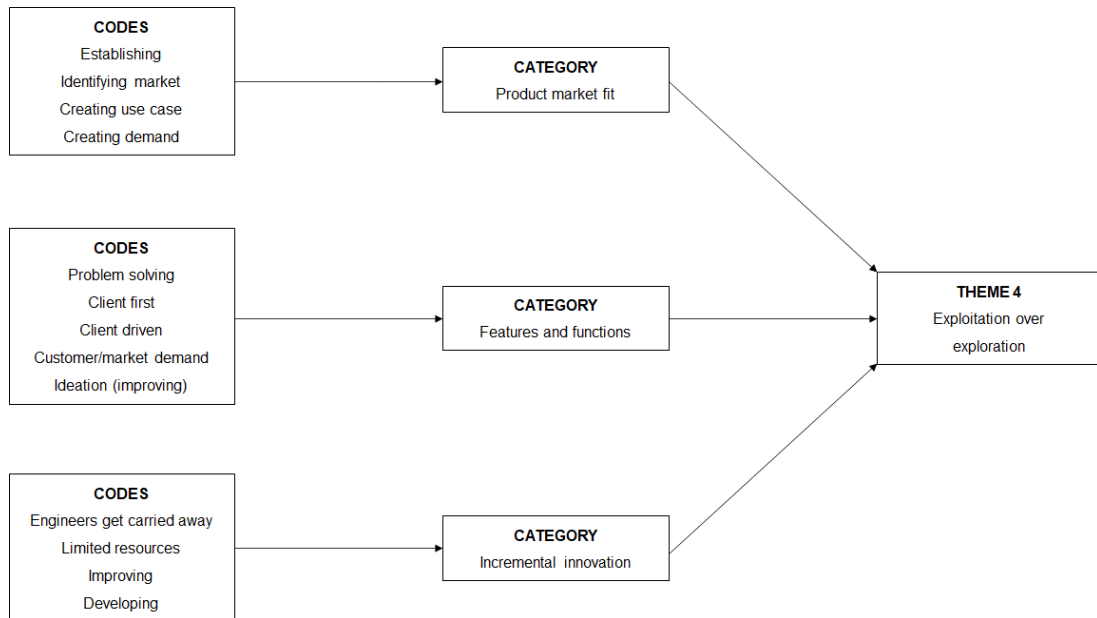 CODES
Establishing
Identifying market
Creating use case
Creating demand
CATEGORY
Product market fit
CODES
Problem solving
Client first
Client driven
Customer/market demand
Ideation (improving)
CATEGORY
Features and functions
THEME 4
Exploitation over
exploration
CODES
Engineers get carried away
Limited resources
Improving
Developing
CATEGORY
Incremental innovation